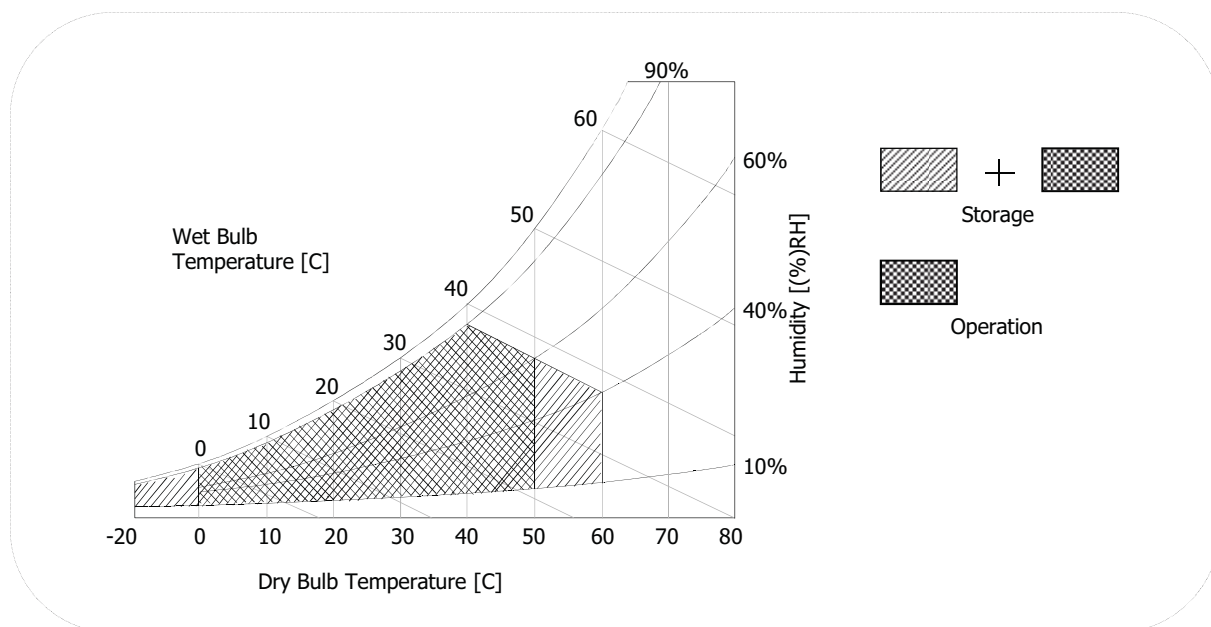 90%
60
60%
50
Wet Bulb
Temperature [C]
40
30
20
10
0
40%
10%
Humidity [(%)RH]
-20 0 10 20 30 40 50 60 80
Dry Bulb Temperature [C]
+
Storage
Operation